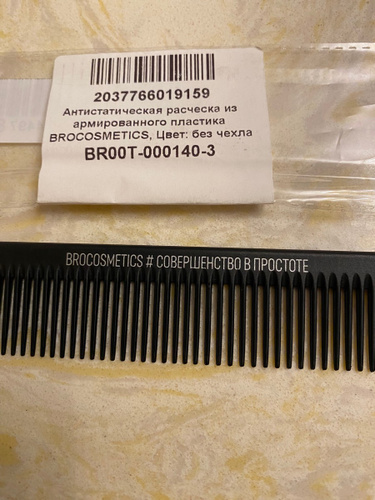 2037766019159
Антистатическая расческа из
армированного пластика
BROCOSMETICS, Цвет: без чехла
BR00T-000140-3
BROCOSMETICS # СОВЕРШЕНСТВО В ПРОСТОТЕ